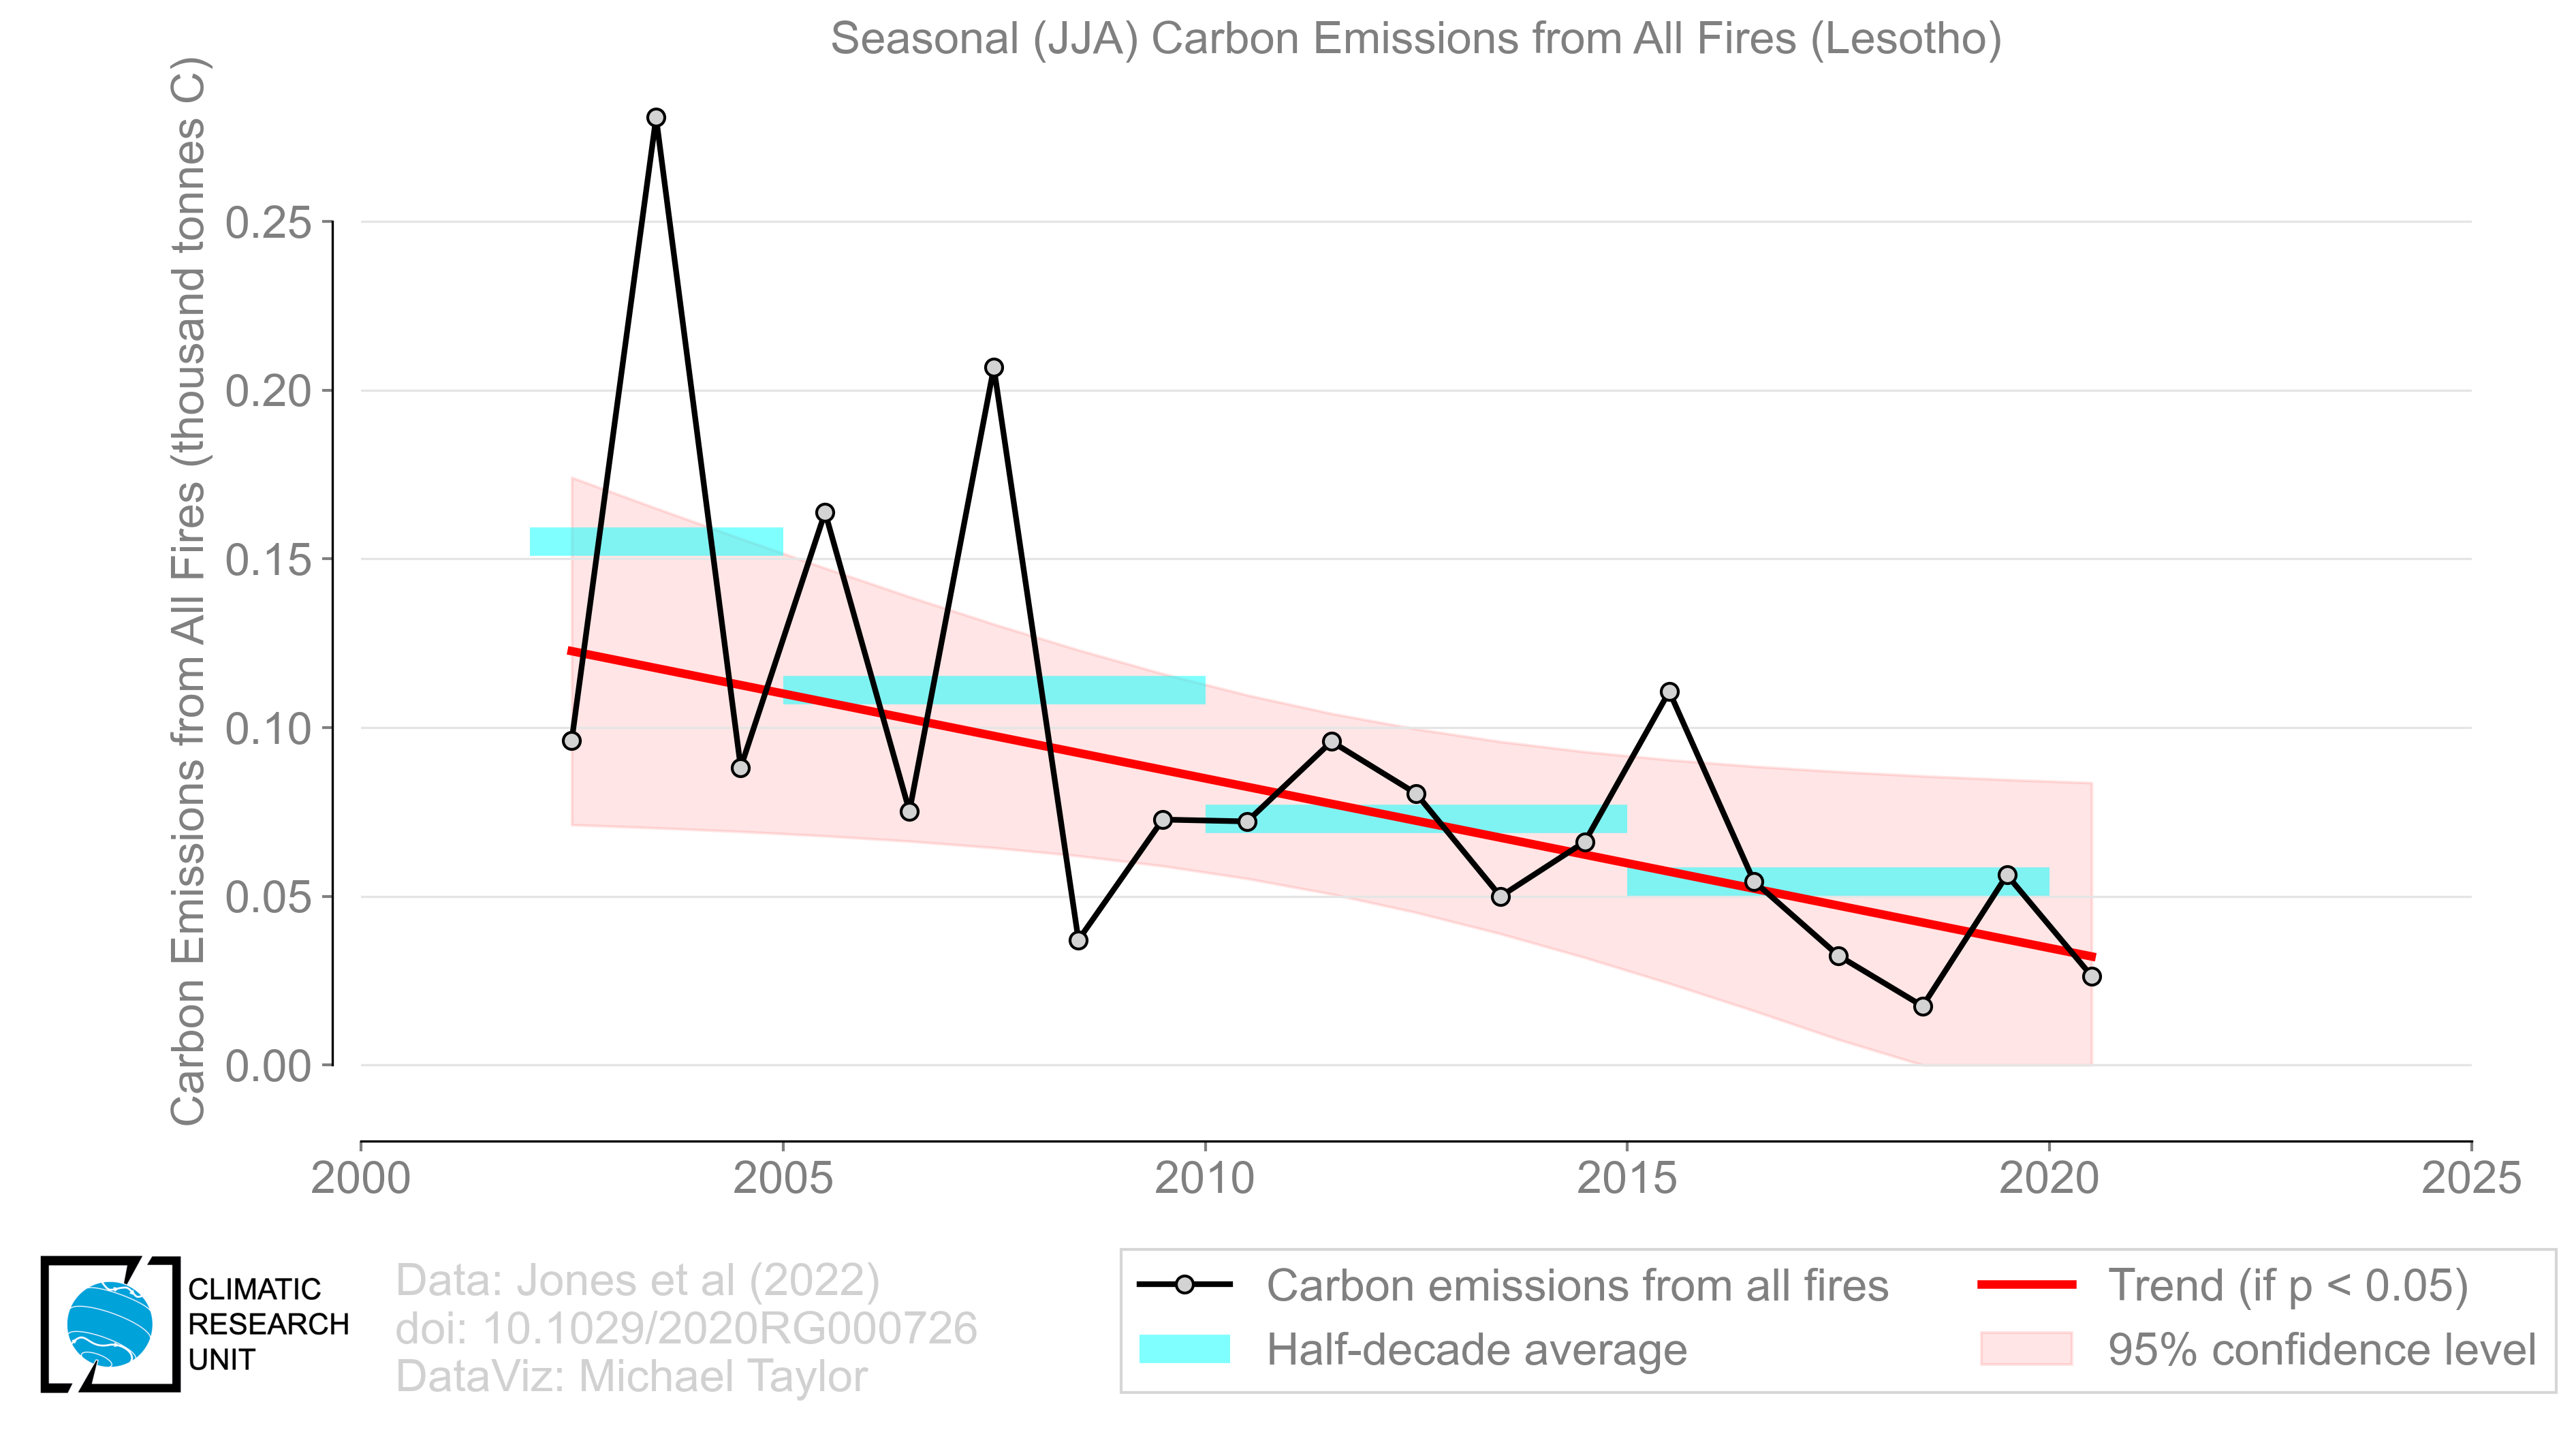 Seasonal (JJA) Carbon Emissions from All Fires (Lesotho)
Carbon Emissions from All Fires (thousand tonnes C)
0.25
0.20
0.15
0.10
0.05
0.00
2000
2005
2010
2015
2020
2025
CLIMATIC
RESEARCH
UNIT
Data: Jones et al (2022)
doi: 10.1029/2020RG000726
DataViz: Michael Taylor
Carbon emissions from all fires
Half-decade average
Trend (if p < 0.05)
95% confidence level